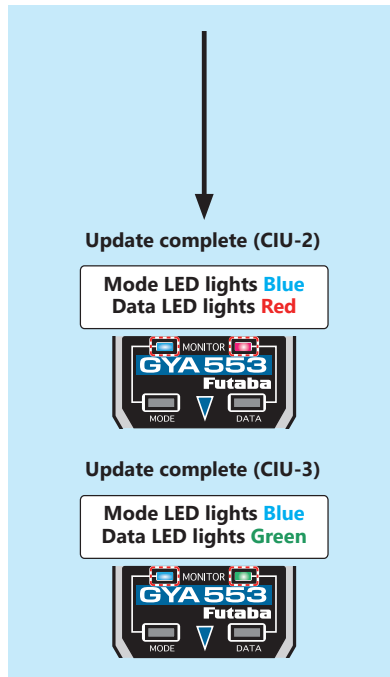 Update complete (CIU-2)
Mode LED lights Blue
Data LED lights Red
MONITOR
GYA553
Futaba
MODE DATA
Update complete (CIU-3)
Mode LED lights Blue
Data LED lights Green
MONITOR
GYA553
Futaba
MODE DATA